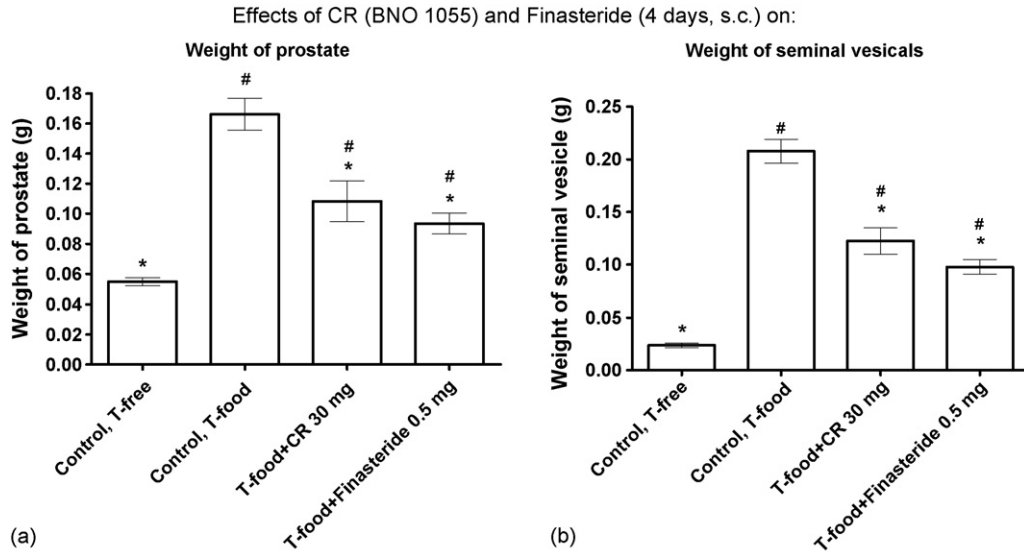 Effects of CR (BNO 1055) and Finasteride (4 days, s.c.) on:
Weight of prostate
Weight of prostate (g)
0.18
0.16
0.14
0.12
0.10
0.08
0.06
0.04
0.02
0.00
*
#
#
*
#
*
Control, T-free
Control, T-food
T-food+CR 30 mg
T-food+Finasteride 0.5 mg
(a)
Weight of seminal vesicals
Weight of seminal vesicle (g)
0.25
0.20
0.15
0.10
0.05
0.00
*
#
#
*
#
*
Control, T-free
Control, T-food
T-food+CR 30 mg
T-food+Finasteride 0.5 mg
(b)